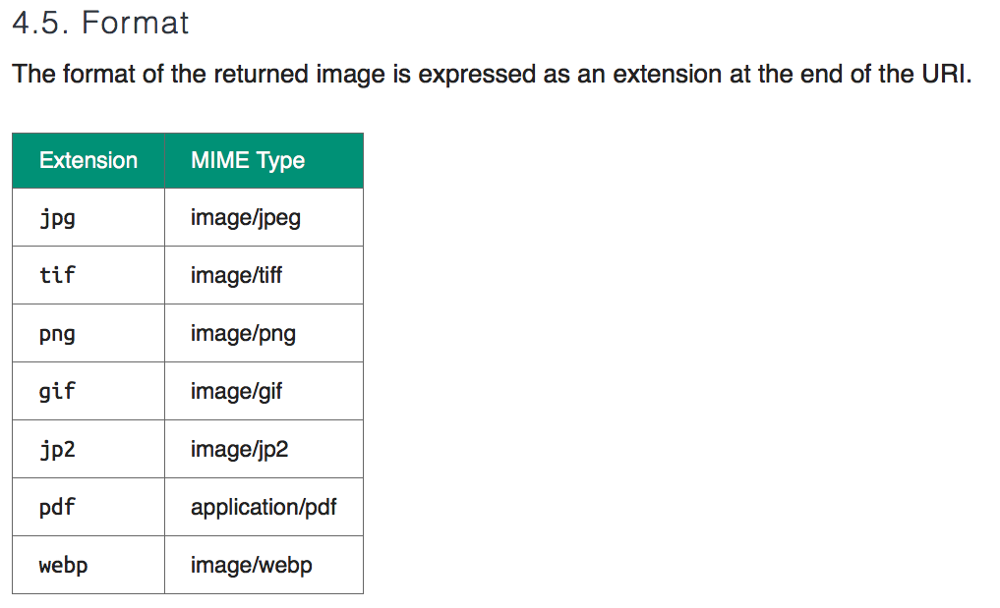 4.5. Format
The format of the returned image is expressed as an extension at the end of the URI.
Extension MIME Type
jpg image/jpeg
tif image/tiff
png image/png
gif image/gif
jp2 image/jp2
pdf application/pdf
webp image/webp